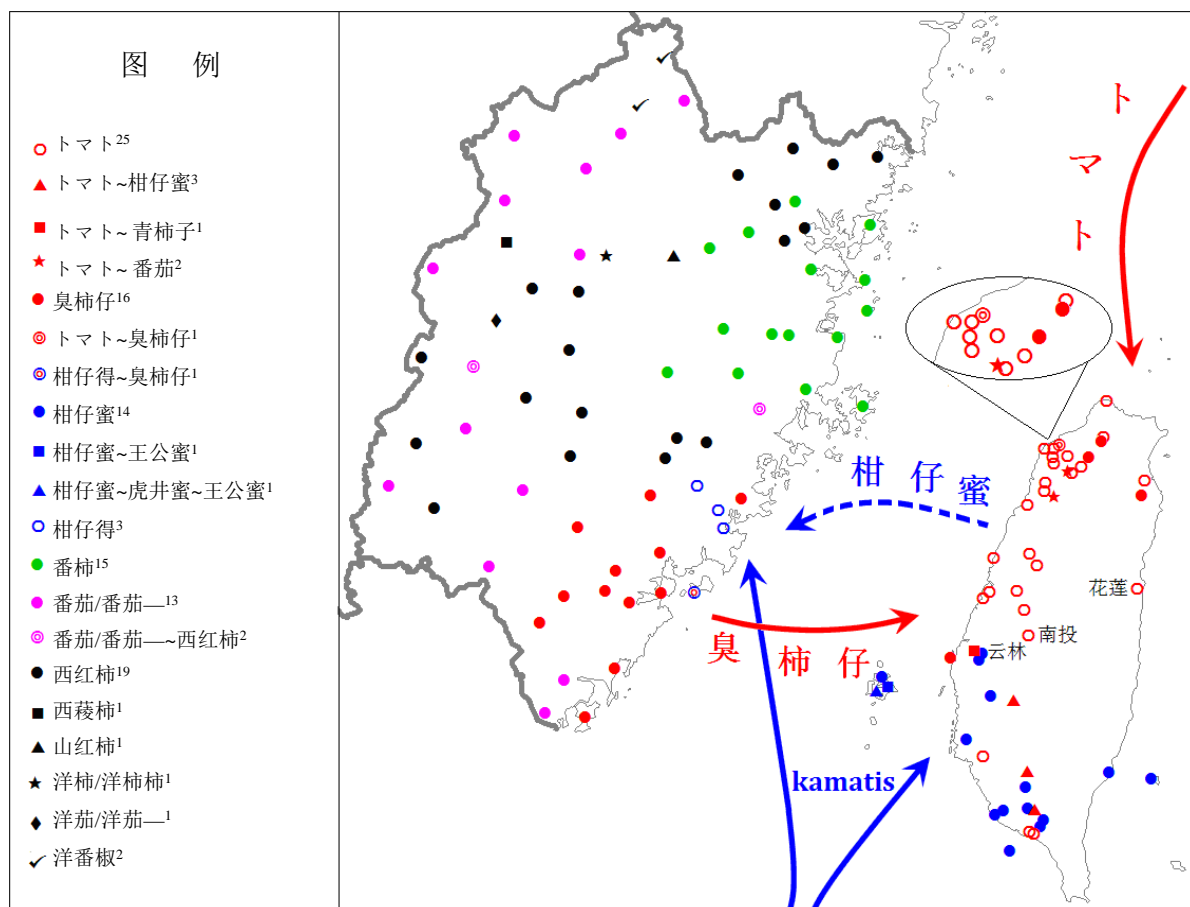 图 例
トマト25
トマト~柑仔蜜3
トマト~青柿子1
トマト~番茄2
臭柿仔16
トマト~臭柿仔1
柑仔得~臭柿仔1
柑仔蜜14
柑仔蜜~王公蜜1
柑仔蜜~虎井蜜~王公蜜1
柑仔得3
番柿15
番茄/番茄—13
番茄/番茄—~西红柿2
西红柿19
西䔖柿1
山红柿1
洋柿/洋柿柿1
洋茄/洋茄—1
洋番椒2
トマト
柑仔蜜
花莲
南投
云林
臭柿仔
kamatis